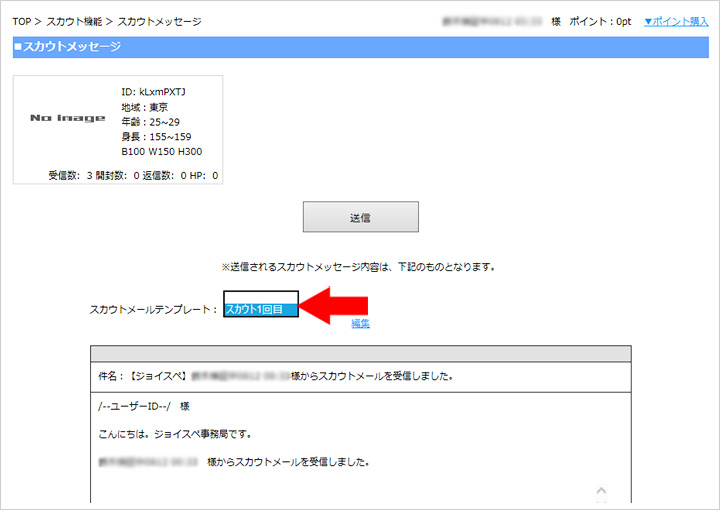 TOP > スカウト機能 > スカウトメッセージ
様 ポイント：0pt ▼ポイント購入
■スカウトメッセージ
No Image
ID: kLxmPXTJ
地域：東京
年齢：25~29
身長：155~159
B100 W150 H300
受信数: 3 開封数: 0 返信数: 0 HP: 0
送信
※送信されるスカウトメッセージ内容は、下記のものとなります。
スカウトメールテンプレート：
スカウト1回目
編集
件名：【ジョイスペ】様からスカウトメールを受信しました。
/--ユーザーID--/ 様
こんにちは。ジョイスペ事務局です。
様からスカウトメールを受信しました。